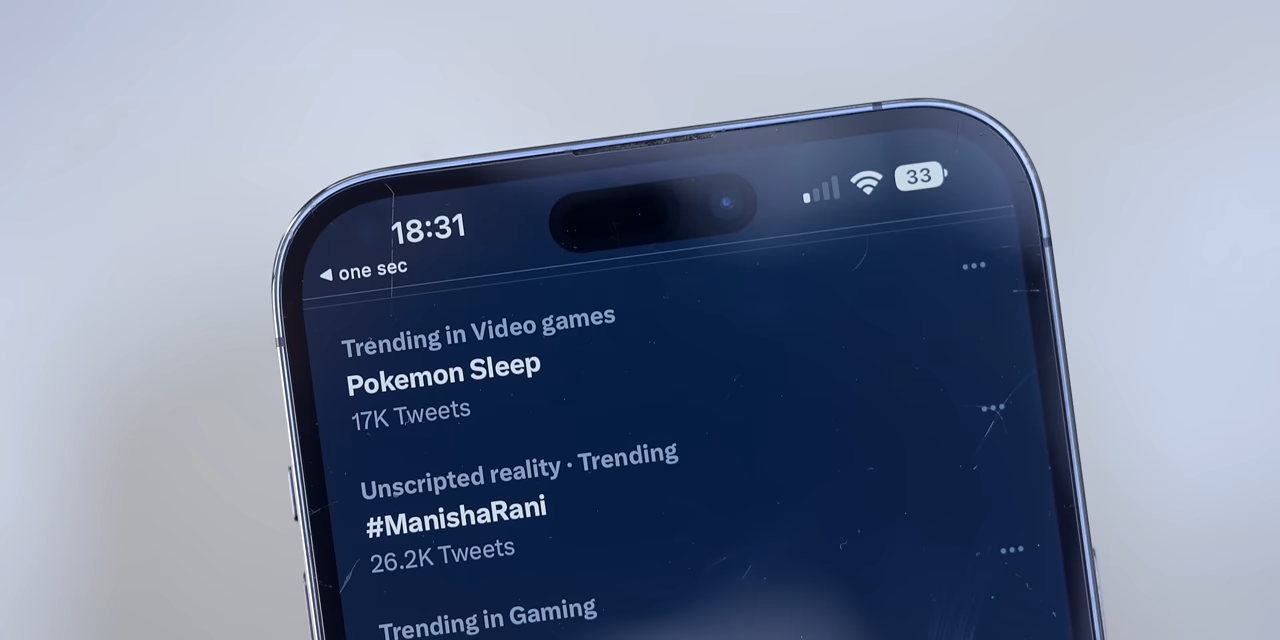 18:31
33
◀ one sec
Trending in Video games
Pokemon Sleep
17K Tweets
Unscripted reality · Trending
#ManishaRani
26.2K Tweets
Trending in Gaming